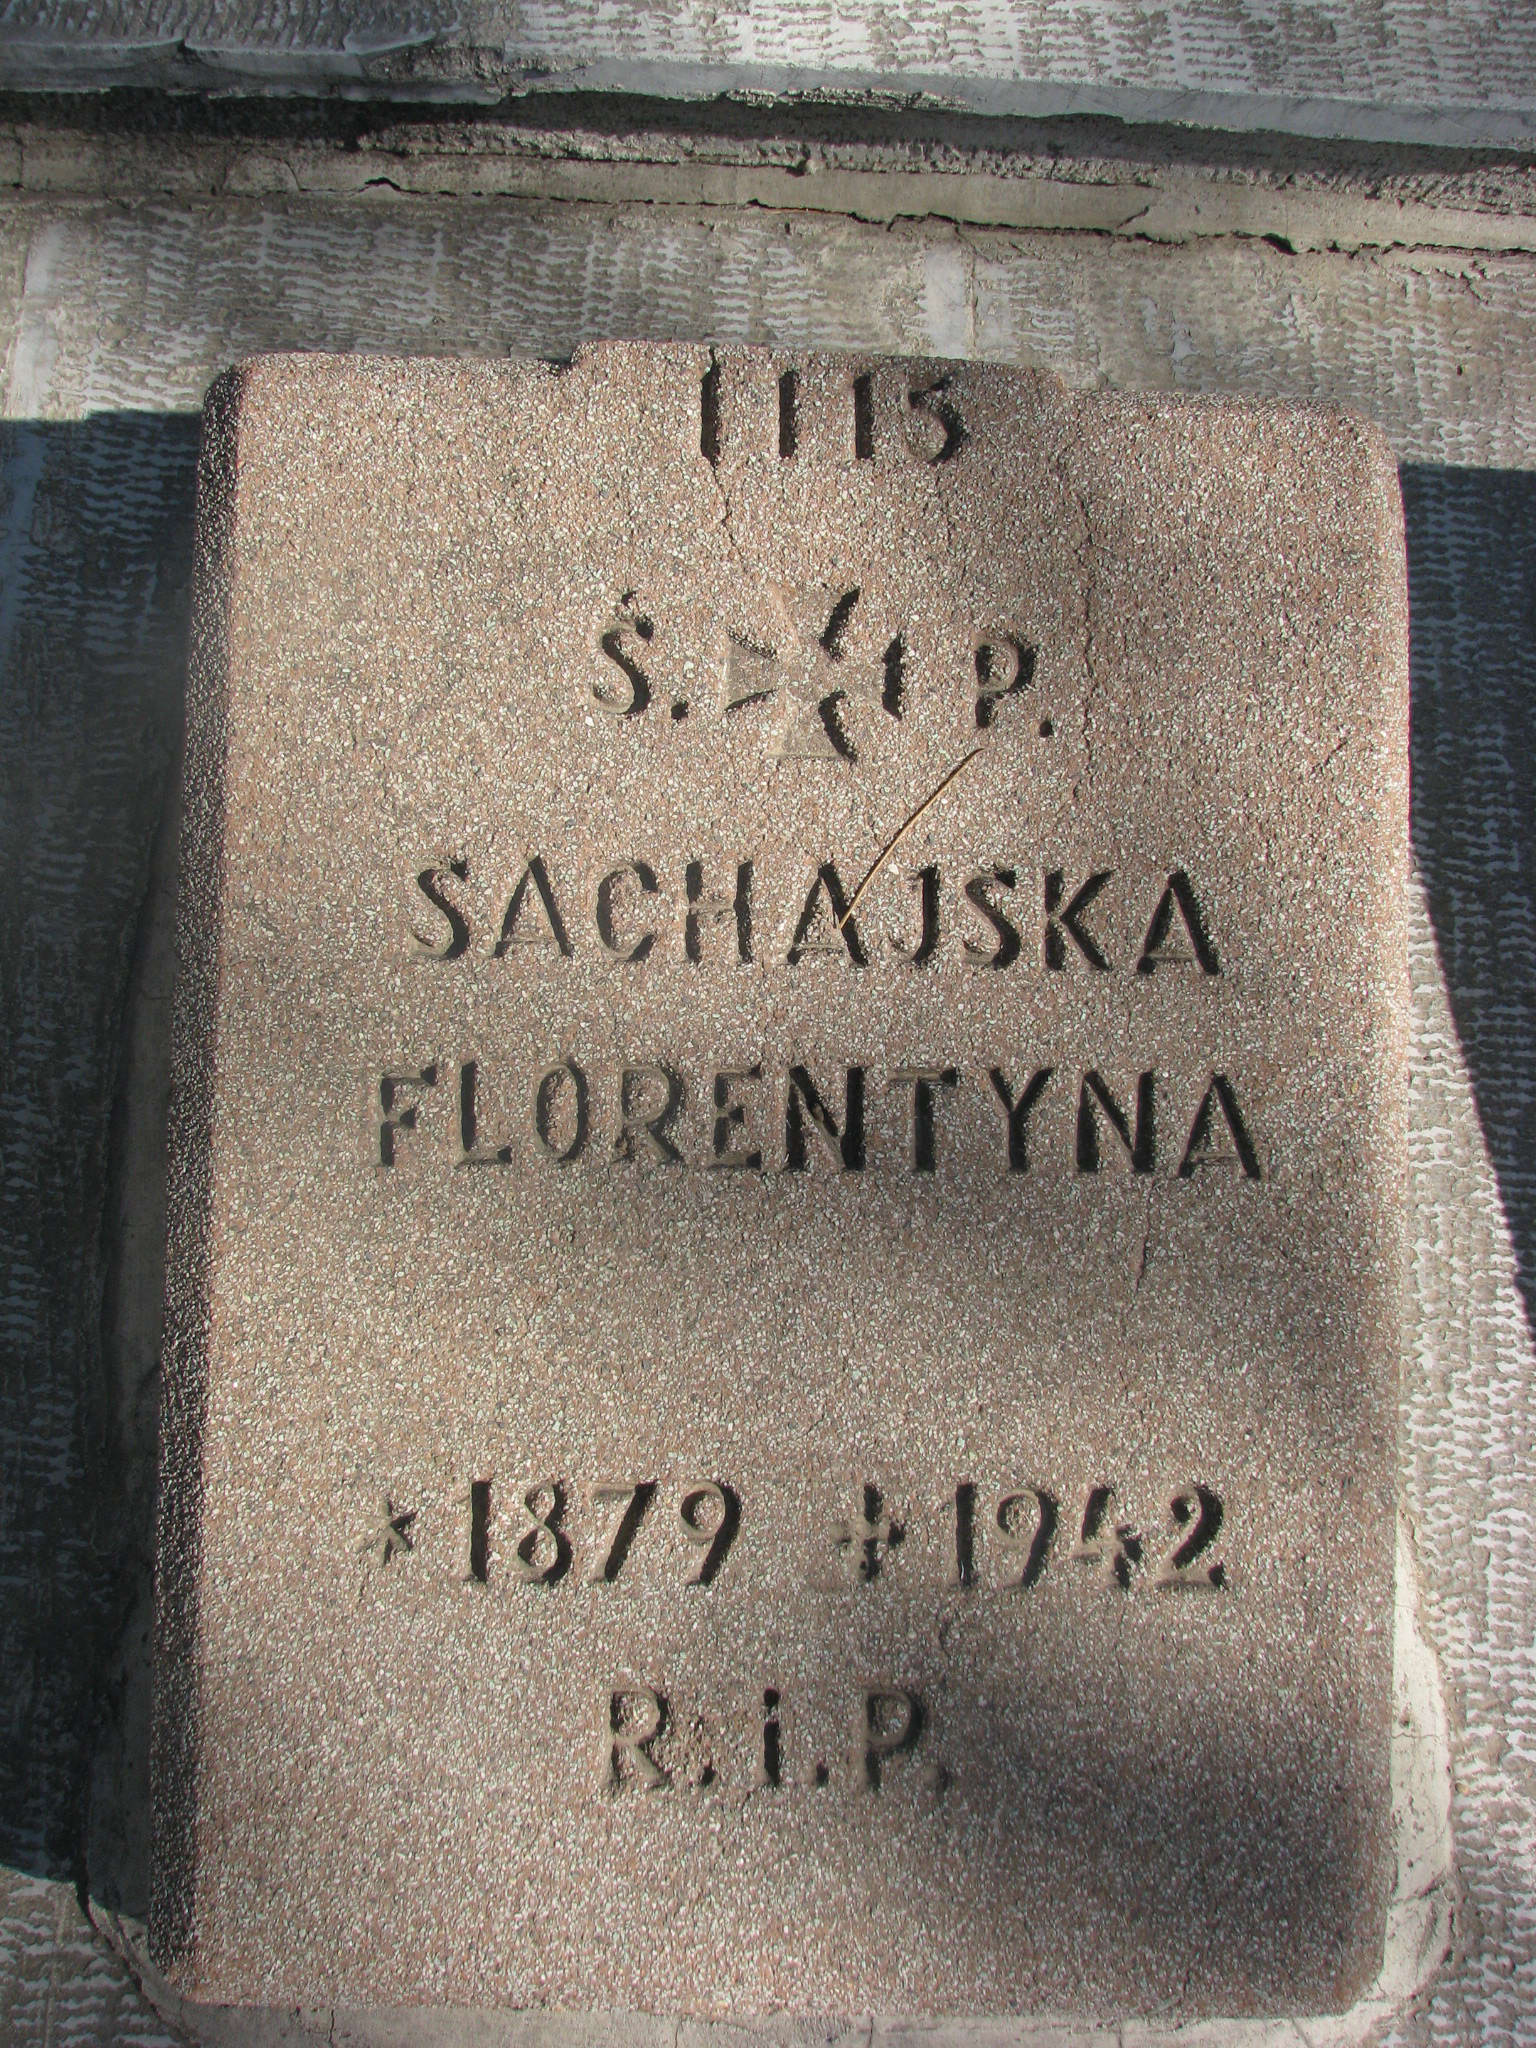 1115
Ś. P.
SACHAJSKA
FLORENTYNA
* 1879 + 1942
R.i.P.